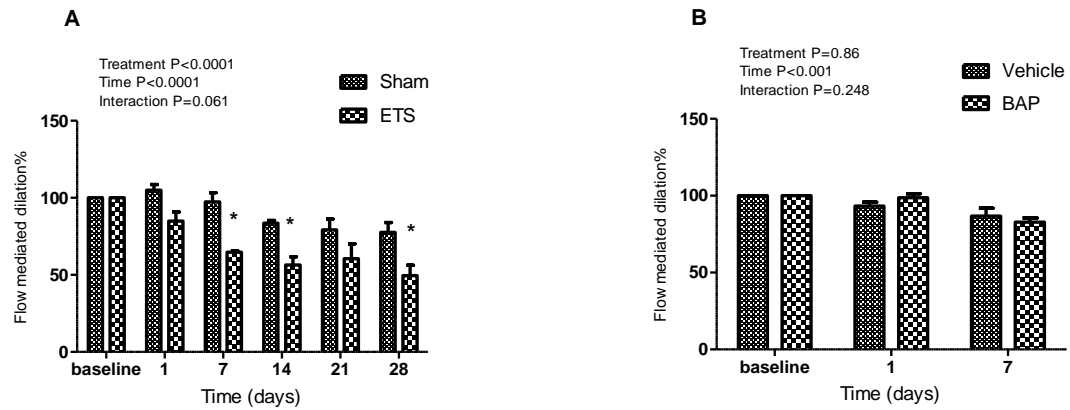 A
Treatment P<0.0001
Time P<0.0001
Interaction P=0.061
Sham
ETS
Flow mediated dilation%
150
100
50
0
* * *
baseline 1 7 14 21 28
Time (days)
B
Treatment P=0.86
Time P<0.001
Interaction P=0.248
Vehicle
BAP
Flow mediated dilation%
150
100
50
0
baseline 1 7
Time (days)